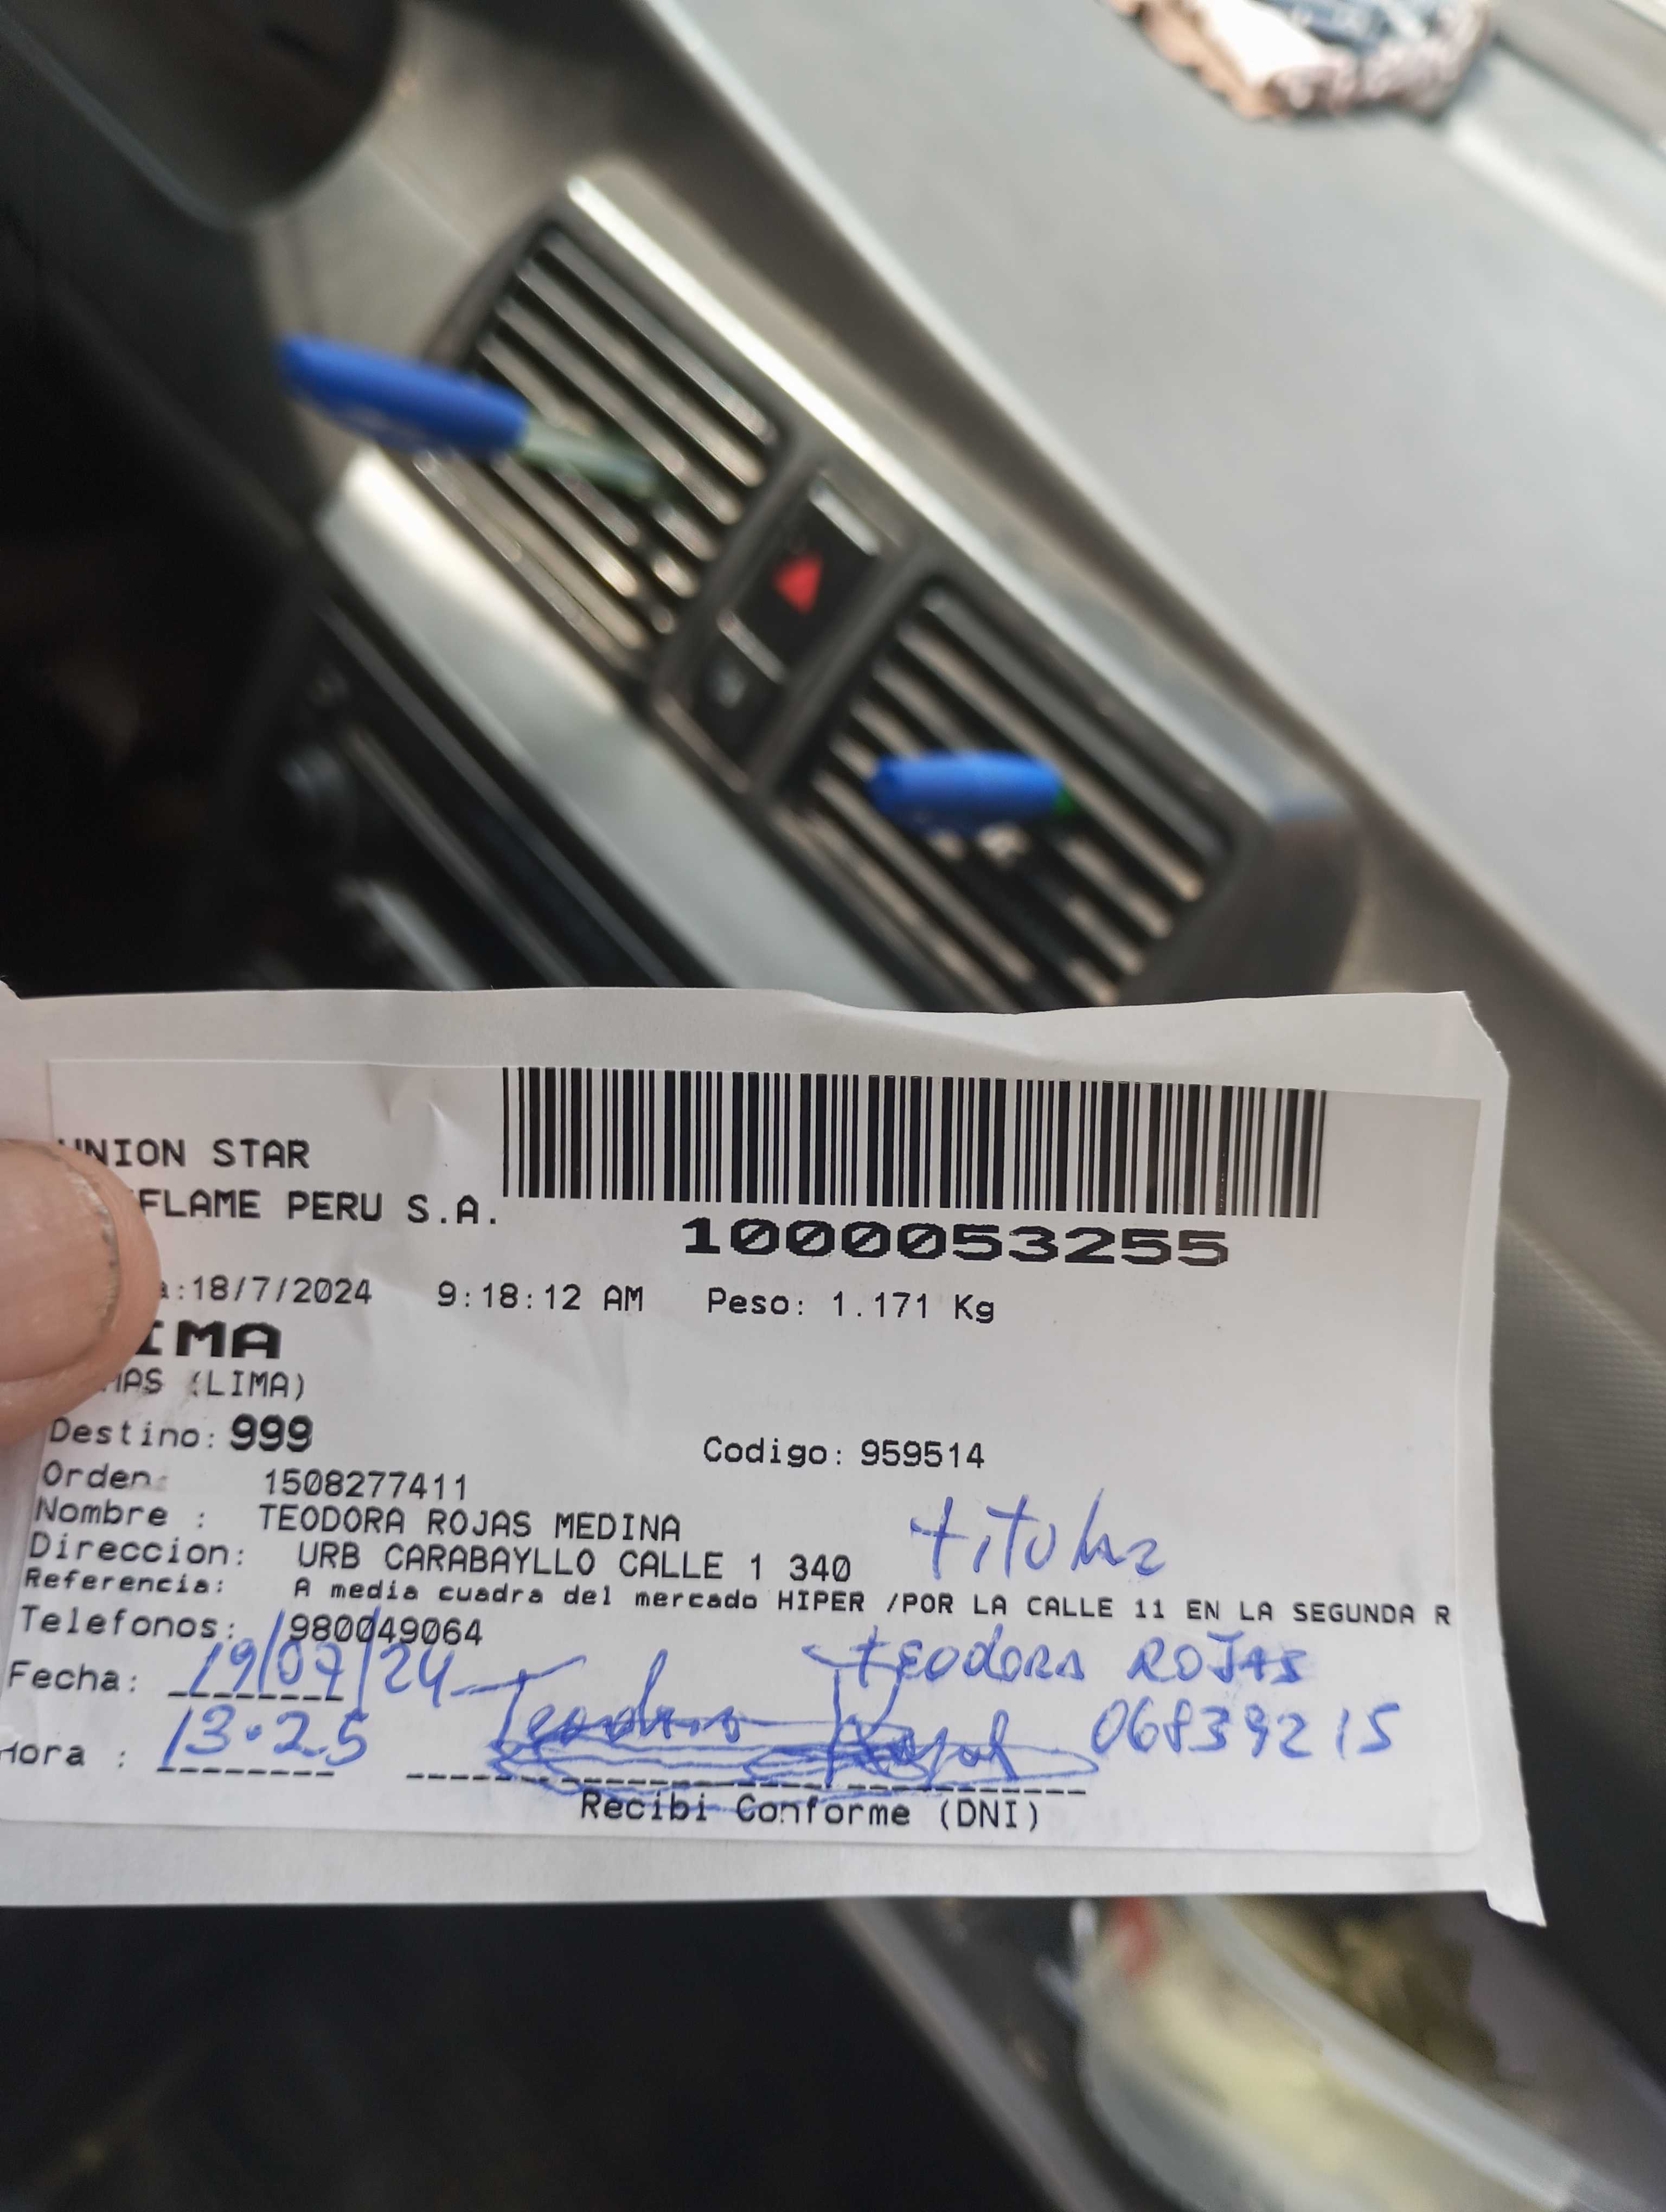 UNION STAR
FLAME PERU S.A.
1000053255
a:18/7/2024 9:18:12 AM Peso: 1.171 Kg
IMA
MAS (LIMA)
Destino: 999
Codigo: 959514
Orden: 1508277411
Nombre : TEODORA ROJAS MEDINA
titular
Direccion: URB CARABAYLLO CALLE 1 340
Referencia: A media cuadra del mercado HIPER /POR LA CALLE 11 EN LA SEGUNDA R
Telefonos: 980049064
Fecha: 19/07/24
TEODORA ROJAS
Hora : 13.25
Teodora Rojas
06839215
Recibi Conforme (DNI)